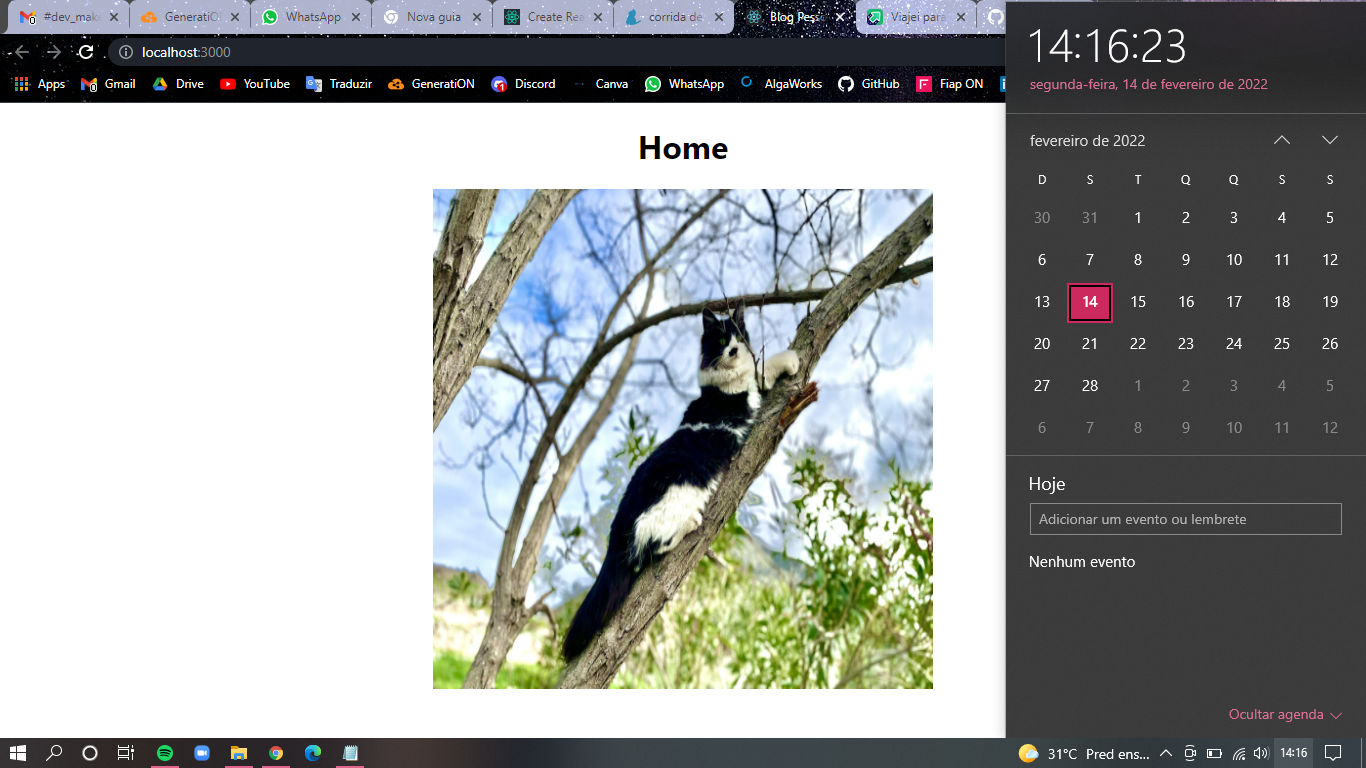 #dev_mak
GeneratiO
WhatsApp
Nova guia
Create Rea
corrida de
Blog Pess
Viajei para
localhost:3000
Apps Gmail Drive YouTube Traduzir GeneratiON Discord Canva WhatsApp AlgaWorks GitHub Fiap ON
Home
14:16:23
segunda-feira, 14 de fevereiro de 2022
fevereiro de 2022
D S T Q Q S S
30 31 1 2 3 4 5
6 7 8 9 10 11 12
13 14 15 16 17 18 19
20 21 22 23 24 25 26
27 28 1 2 3 4 5
6 7 8 9 10 11 12
Hoje
Adicionar um evento ou lembrete
Nenhum evento
Ocultar agenda
31°C Pred ens... 14:16